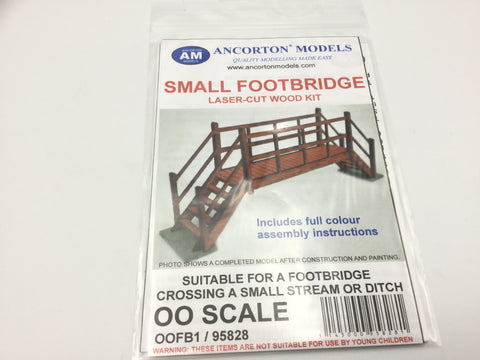 ANCORTON® MODELS
AM
QUALITY MODELLING MADE EASY
www.ancortonmodels.com
SMALL FOOTBRIDGE
LASER-CUT WOOD KIT
Includes full colour
assembly instructions
PHOTO SHOWS A COMPLETED MODEL AFTER CONSTRUCTION AND PAINTING.
SUITABLE FOR A FOOTBRIDGE
CROSSING A SMALL STREAM OR DITCH
OO SCALE
OOFB1 / 95828
WARNING: THESE ITEMS ARE NOT SUITABLE FOR USE BY YOUNG CHILDREN